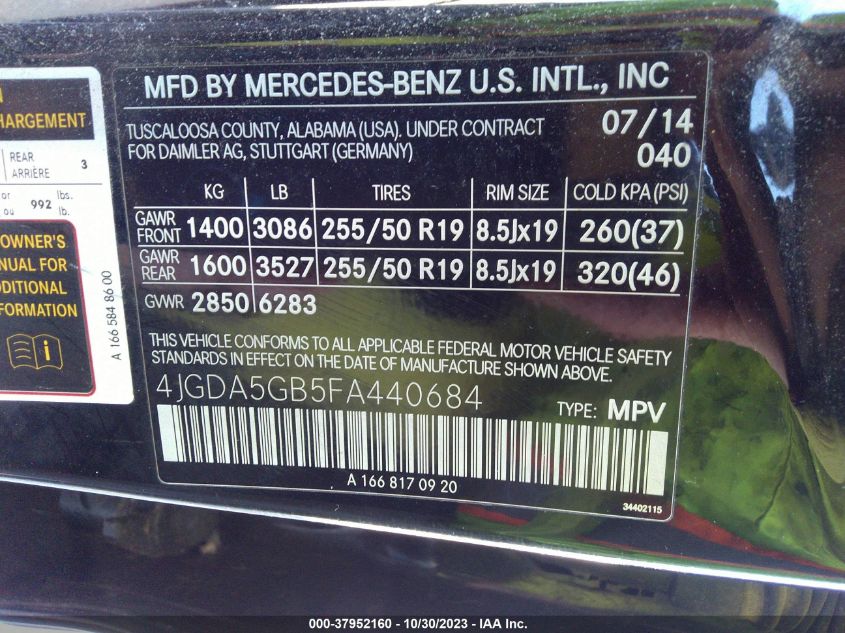 HARGEMENT
REAR
ARRIÈRE 3
or lbs.
ou 992 lb.
OWNER'S
NUAL FOR
DDITIONAL
FORMATION
A 166 584 86 00
MFD BY MERCEDES-BENZ U.S. INTL., INC
TUSCALOOSA COUNTY, ALABAMA (USA). UNDER CONTRACT 07/14
FOR DAIMLER AG, STUTTGART (GERMANY) 040
KG LB TIRES RIM SIZE COLD KPA (PSI)
GAWR FRONT 1400 3086 255/50 R19 8.5Jx19 260(37)
GAWR REAR 1600 3527 255/50 R19 8.5Jx19 320(46)
GVWR 2850 6283
THIS VEHICLE CONFORMS TO ALL APPLICABLE FEDERAL MOTOR VEHICLE SAFETY
STANDARDS IN EFFECT ON THE DATE OF MANUFACTURE SHOWN ABOVE.
4JGDA5GB5FA440684
TYPE: MPV
A 166 817 09 20
34402115
000-37952160 - 10/30/2023 - IAA Inc.